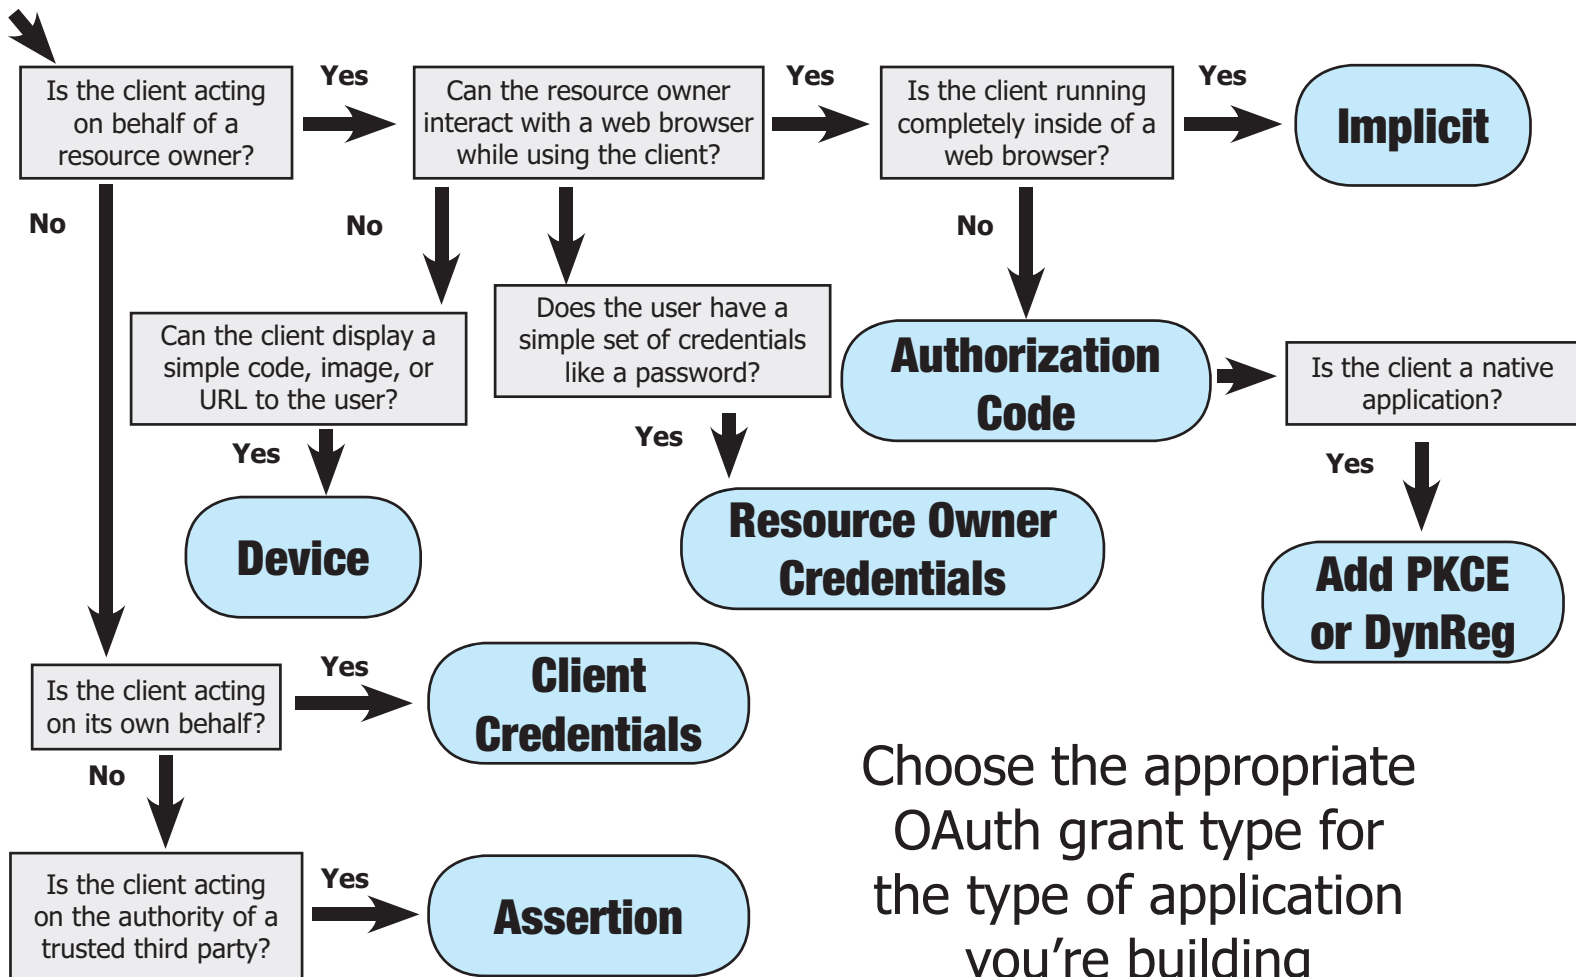 Is the client acting
on behalf of a
resource owner?
Yes
Can the resource owner
interact with a web browser
while using the client?
Yes
Is the client running
completely inside of a
web browser?
Yes
Implicit
No
No
No
Can the client display a
simple code, image, or
URL to the user?
Does the user have a
simple set of credentials
like a password?
Authorization
Code
Is the client a native
application?
Yes
Yes
Yes
Device
Resource Owner
Credentials
Add PKCE
or DynReg
Is the client acting
on its own behalf?
Yes
Client
Credentials
No
Is the client acting
on the authority of a
trusted third party?
Yes
Assertion
Choose the appropriate
OAuth grant type for
the type of application
you're building